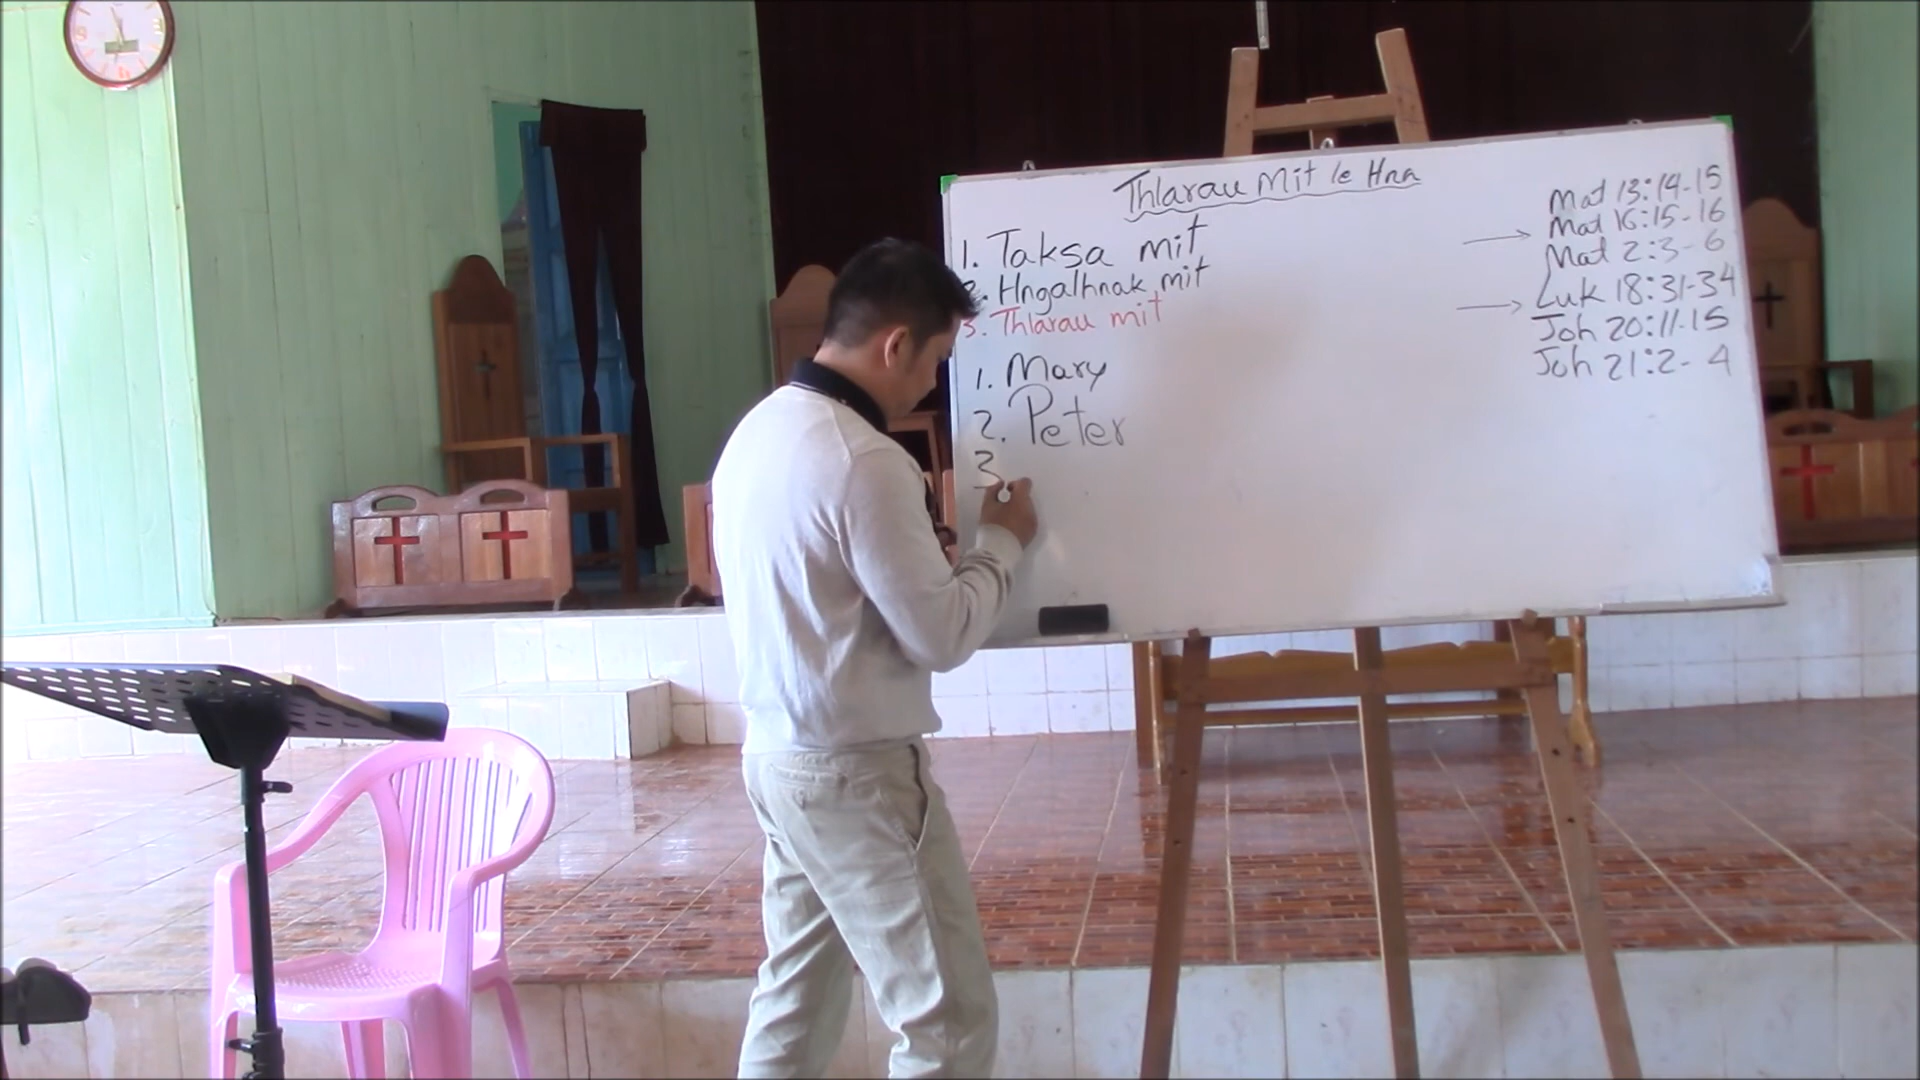 Thlarau Mit le Hna
1. Taksa mit
2. Hngalhnak mit
3. Thlarau mit
1. Mary
2. Peter
3
Mat 13:14-15
→ Mat 16:15-16
Mat 2:3-6
→ Luk 18:31-34
Joh 20:11-15
Joh 21:2-4